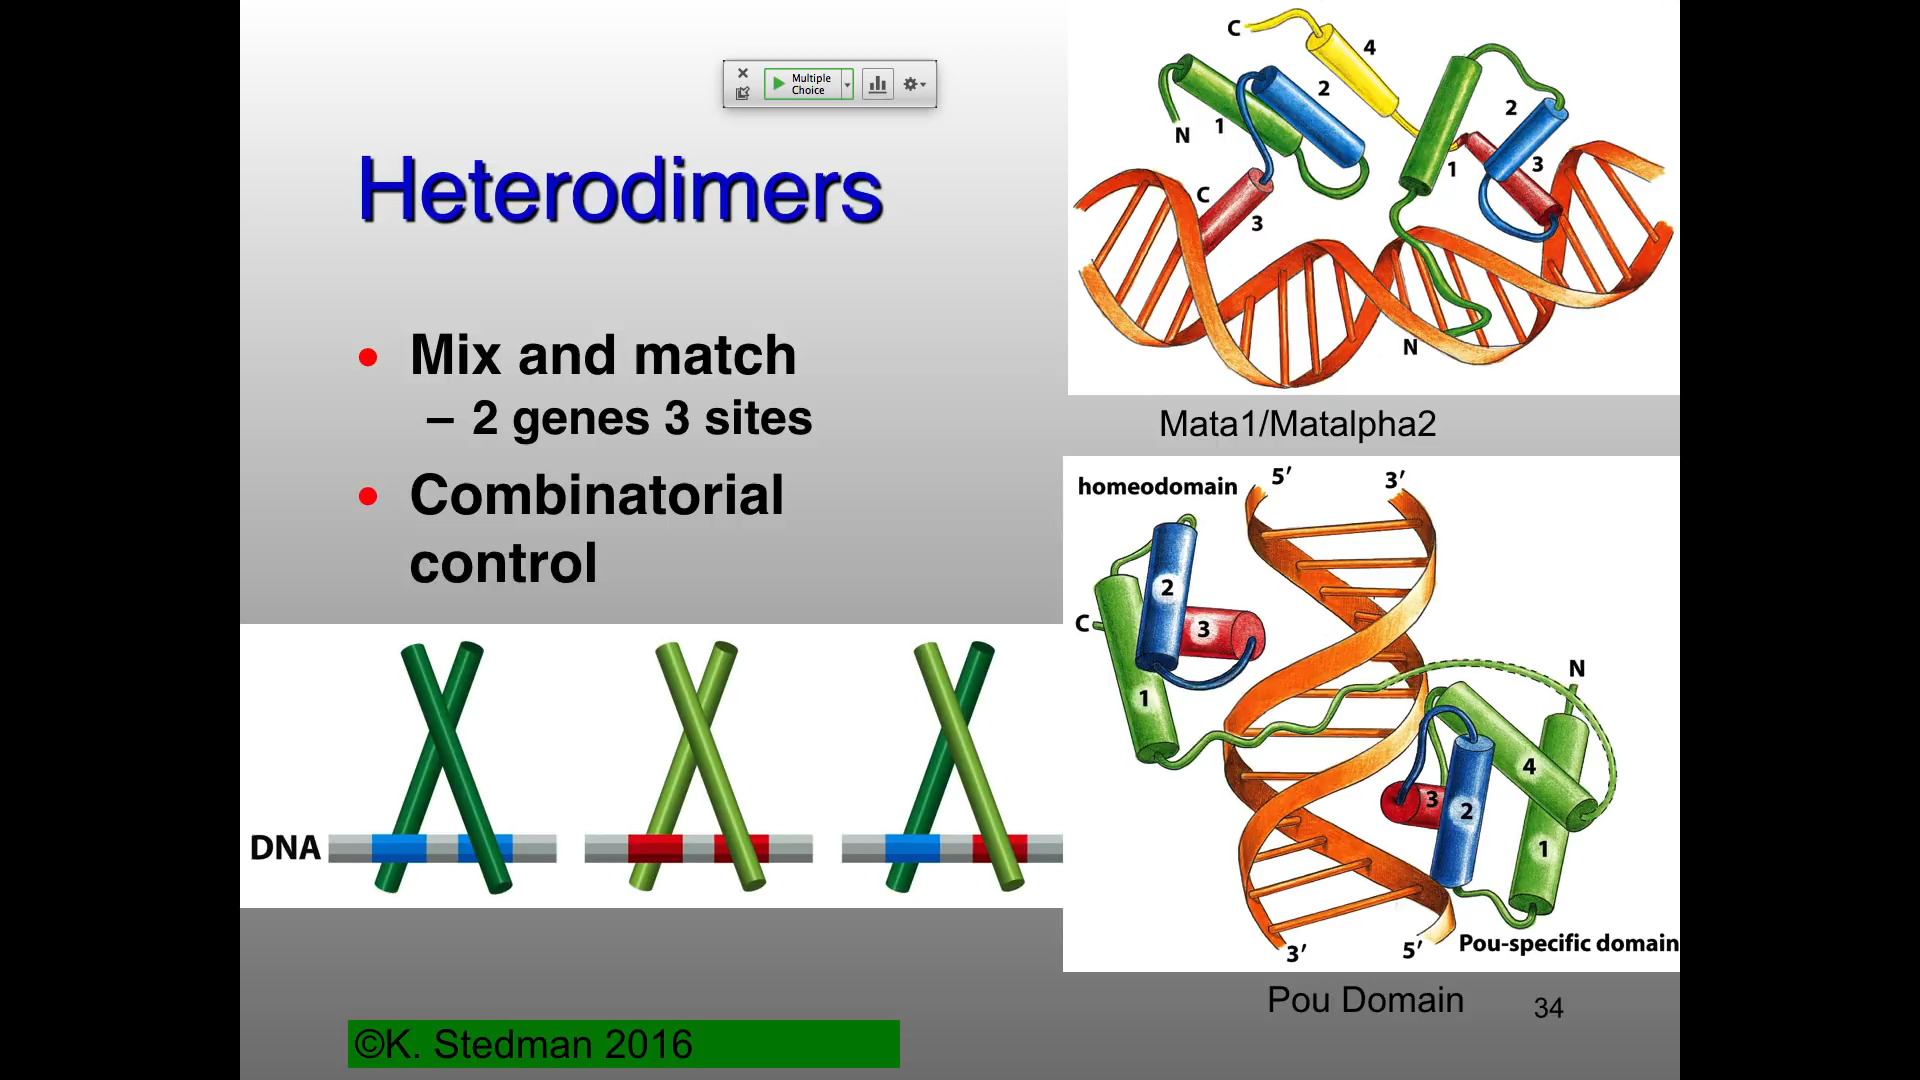 Multiple
Choice
Heterodimers
• Mix and match
– 2 genes 3 sites
• Combinatorial
control
DNA
C
4
2
1
N
C
3
2
1
3
N
Mata1/Matalpha2
homeodomain
5′
3′
2
3
C
1
N
4
3
2
1
3′
5′
Pou-specific domain
Pou Domain
34
©K. Stedman 2016